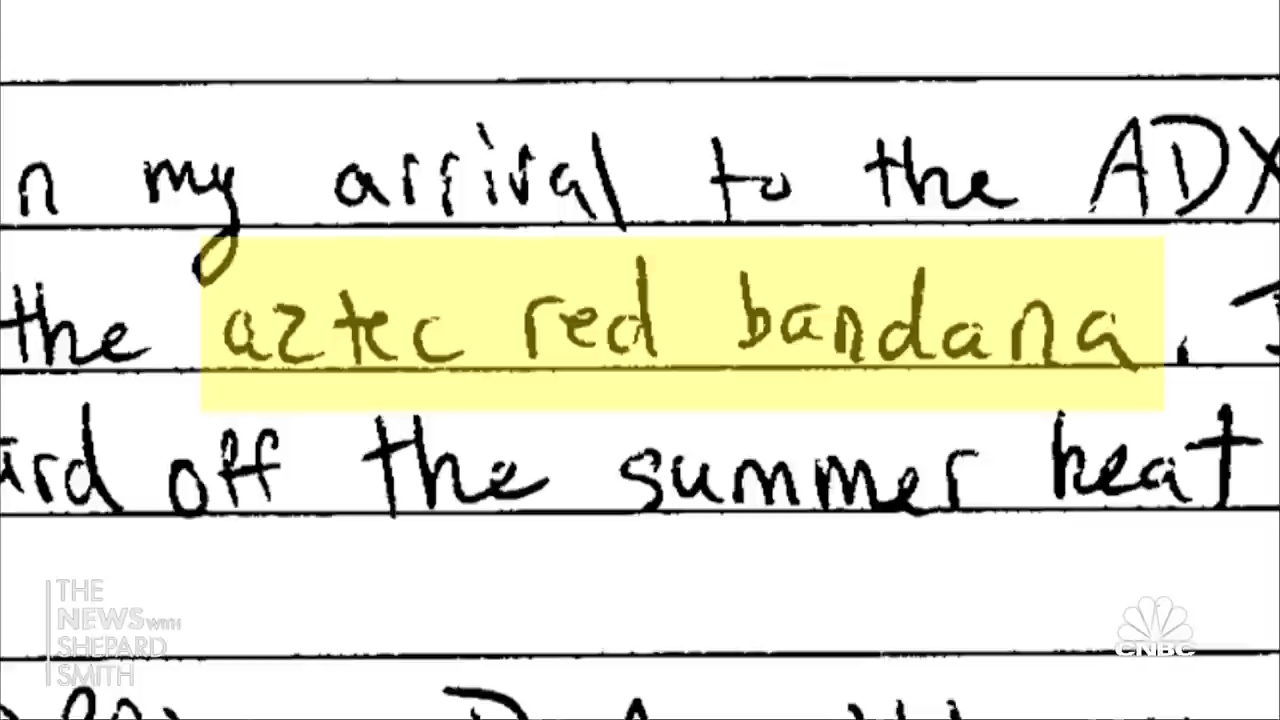 n my arrival to the ADX
the aztec red bandana.
ard off the summer heat
THE
NEWS WITH
SHEPARD
SMITH
CNBC